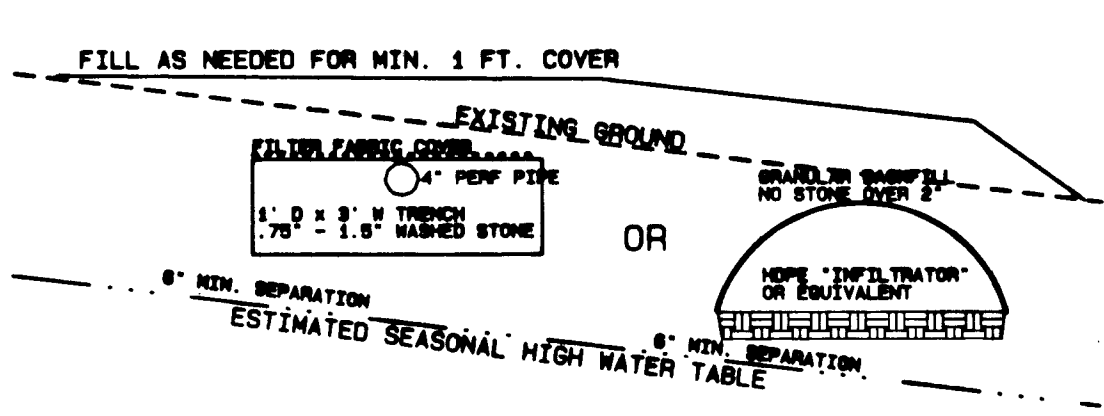 FILL AS NEEDED FOR MIN. 1 FT. COVER
EXISTING GROUND
FILTER FABRIC COVER
4" PERF PIPE
1' D x 3' W TRENCH
.75" - 1.5" WASHED STONE
OR
GRANULAR BACKFILL
NO STONE OVER 2"
HDPE "INFILTRATOR"
OR EQUIVALENT
6" MIN. SEPARATION
ESTIMATED SEASONAL HIGH WATER TABLE
6" MIN. SEPARATION